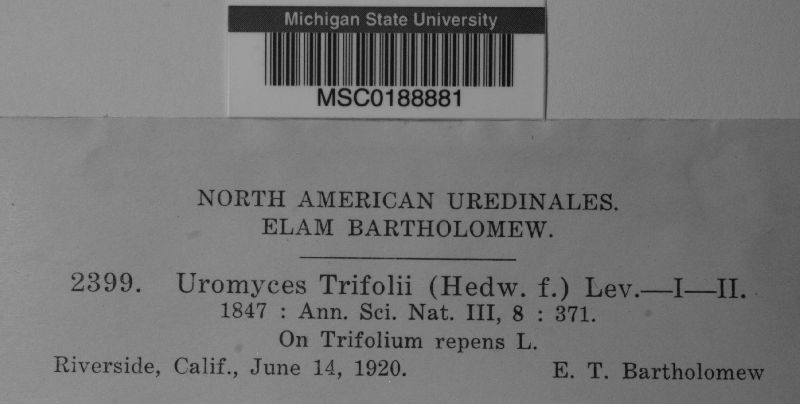 Michigan State University
MSC0188881
NORTH AMERICAN UREDINALES.
ELAM BARTHOLOMEW.
2399. Uromyces Trifolii (Hedw. f.) Lev.—I—II.
1847 : Ann. Sci. Nat. III, 8 : 371.
On Trifolium repens L.
Riverside, Calif., June 14, 1920. E. T. Bartholomew